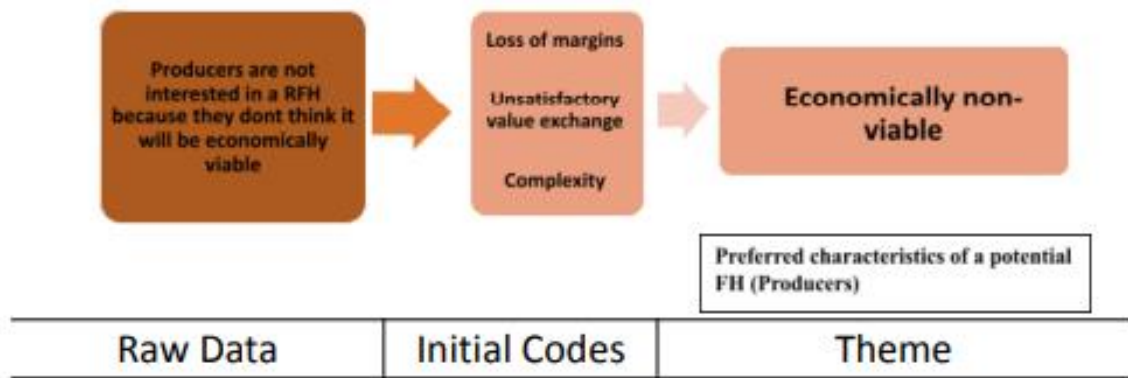 Producers are not
interested in a RFH
because they dont think it
will be economically
viable
Loss of margins
Unsatisfactory
value exchange
Complexity
Economically non-
viable
Preferred characteristics of a potential
FH (Producers)
Raw Data
Initial Codes
Theme